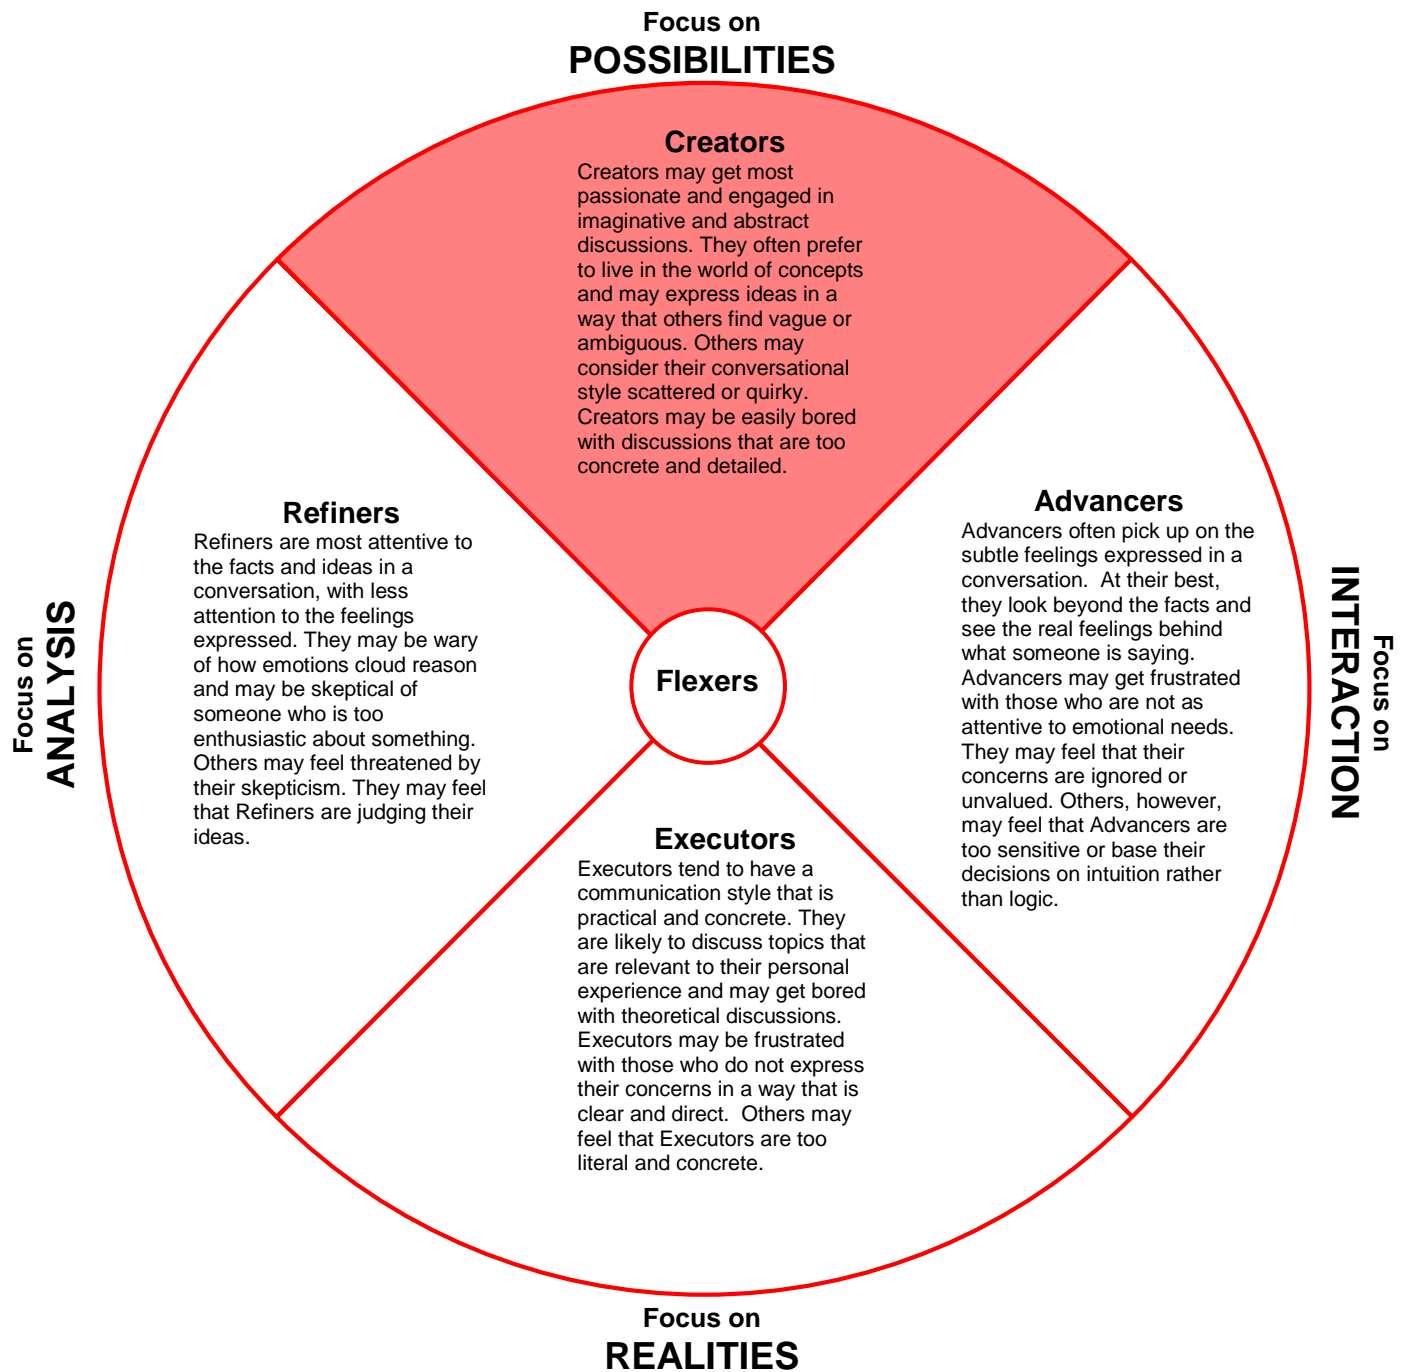 Focus on
POSSIBILITIES
Creators
Creators may get most
passionate and engaged in
imaginative and abstract
discussions. They often prefer
to live in the world of concepts
and may express ideas in a
way that others find vague or
ambiguous. Others may
consider their conversational
style scattered or quirky.
Creators may be easily bored
with discussions that are too
concrete and detailed.
Focus on
ANALYSIS
Refiners
Refiners are most attentive to
the facts and ideas in a
conversation, with less
attention to the feelings
expressed. They may be wary
of how emotions cloud reason
and may be skeptical of
someone who is too
enthusiastic about something.
Others may feel threatened by
their skepticism. They may feel
that Refiners are judging their
ideas.
Flexers
Advancers
Advancers often pick up on the
subtle feelings expressed in a
conversation.  At their best,
they look beyond the facts and
see the real feelings behind
what someone is saying.
Advancers may get frustrated
with those who are not as
attentive to emotional needs.
They may feel that their
concerns are ignored or
unvalued. Others, however,
may feel that Advancers are
too sensitive or base their
decisions on intuition rather
than logic.
Focus on
INTERACTION
Executors
Executors tend to have a
communication style that is
practical and concrete. They
are likely to discuss topics that
are relevant to their personal
experience and may get bored
with theoretical discussions.
Executors may be frustrated
with those who do not express
their concerns in a way that is
clear and direct.  Others may
feel that Executors are too
literal and concrete.
Focus on
REALITIES